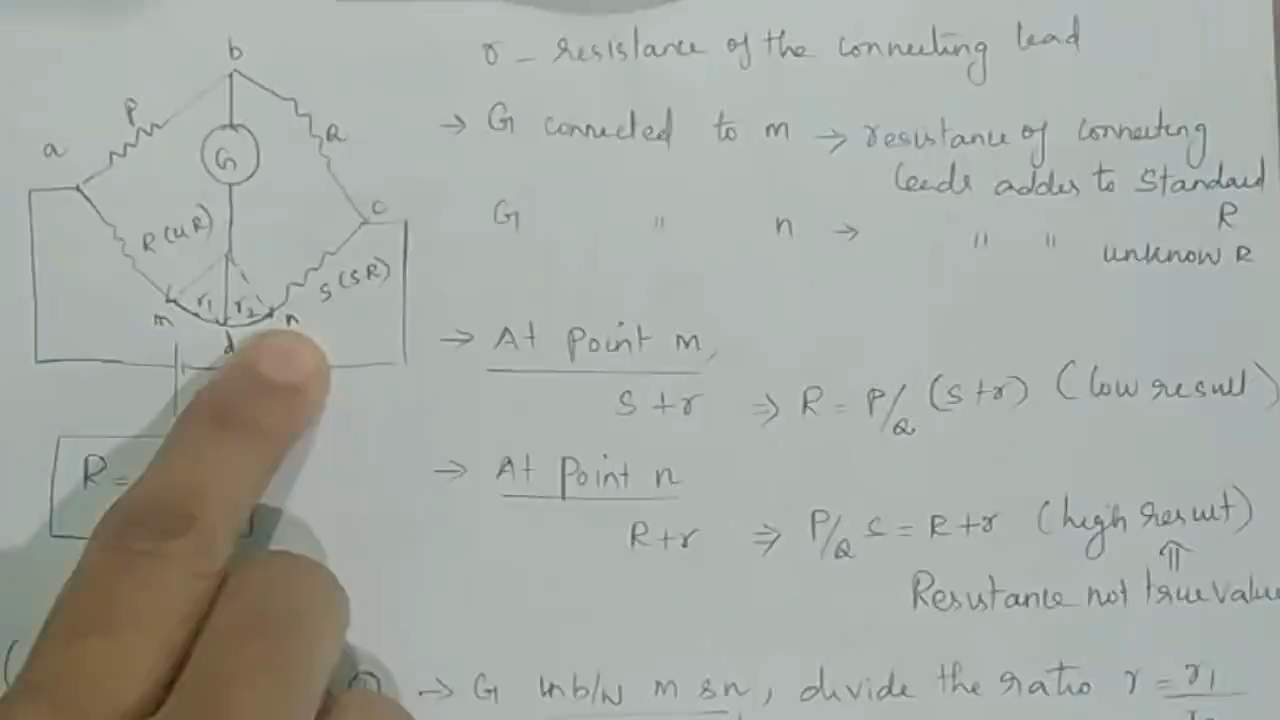 b
r - resistance of the connecting lead
P
Q
a
G
→ G connected to m → resistance of connecting
leads addes to Standard
R
c
R(UR)
G " n → " "
unknow R
S(SR)
r1 r2
m
n
d
→ At point m,
S+r ⇒ R = P/Q (S+r) (low result)
→ At point n
R =
R+r ⇒ P/Q S = R+r (high result)
⇑
Resistance not true value
→ G in b/w m & n, divide the ratio r = r1